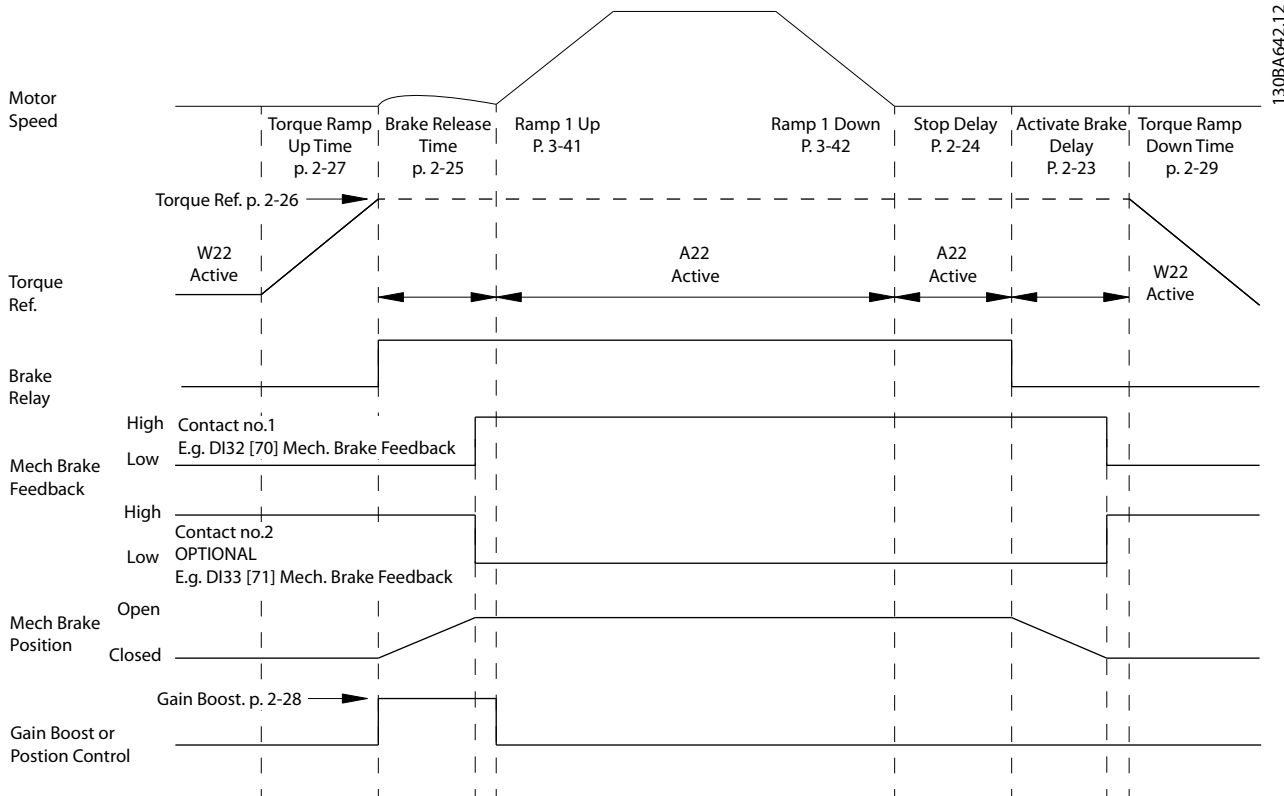 130BA642.12
Motor
Speed
Torque Ramp
Up Time
p. 2-27
Brake Release
Time
p. 2-25
Ramp 1 Up
P. 3-41
Ramp 1 Down
P. 3-42
Stop Delay
P. 2-24
Activate Brake
Delay
P. 2-23
Torque Ramp
Down Time
p. 2-29
Torque Ref. p. 2-26
W22
Active
A22
Active
A22
Active
W22
Active
Torque
Ref.
Brake
Relay
High
Contact no.1
E.g. DI32 [70] Mech. Brake Feedback
Low
Mech Brake
Feedback
High
Contact no.2
Low
OPTIONAL
E.g. DI33 [71] Mech. Brake Feedback
Open
Mech Brake
Position
Closed
Gain Boost. p. 2-28
Gain Boost or
Postion Control